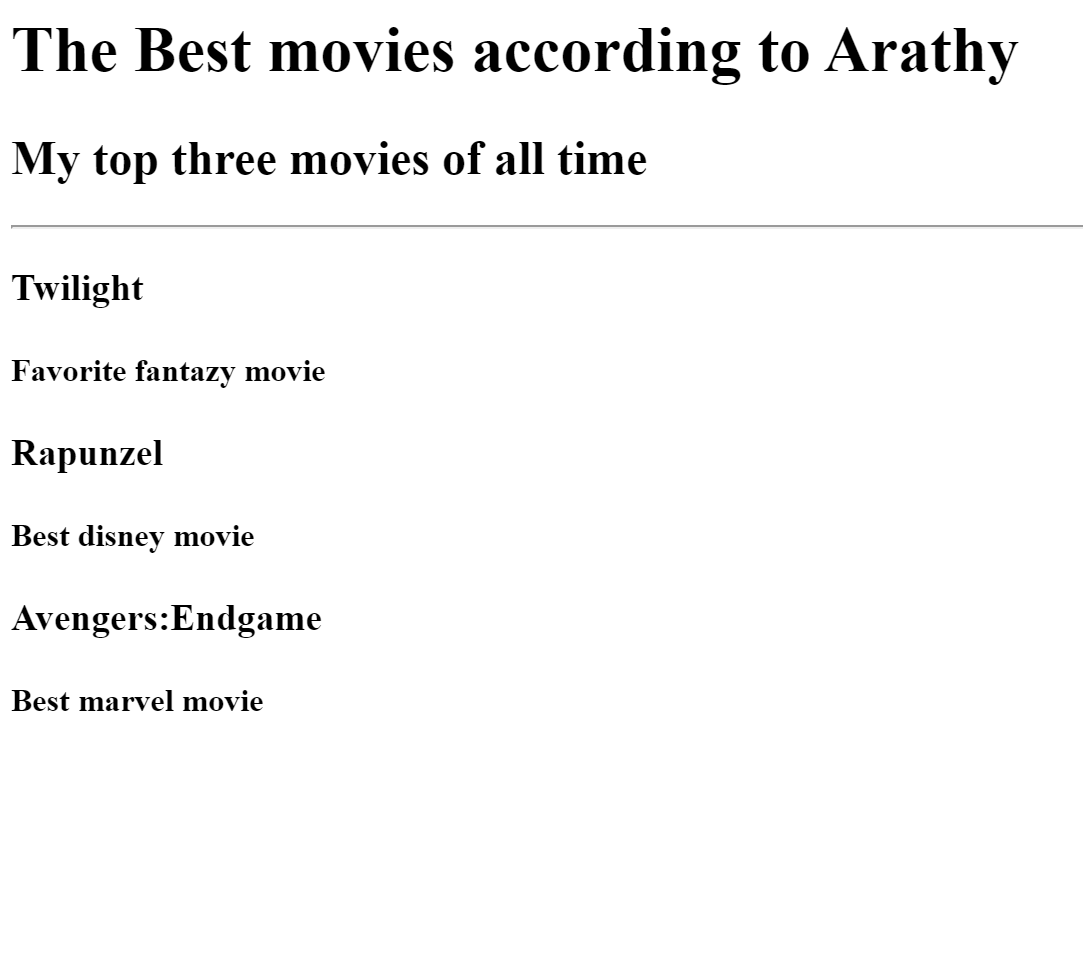 The Best movies according to Arathy
My top three movies of all time
Twilight
Favorite fantazy movie
Rapunzel
Best disney movie
Avengers:Endgame
Best marvel movie